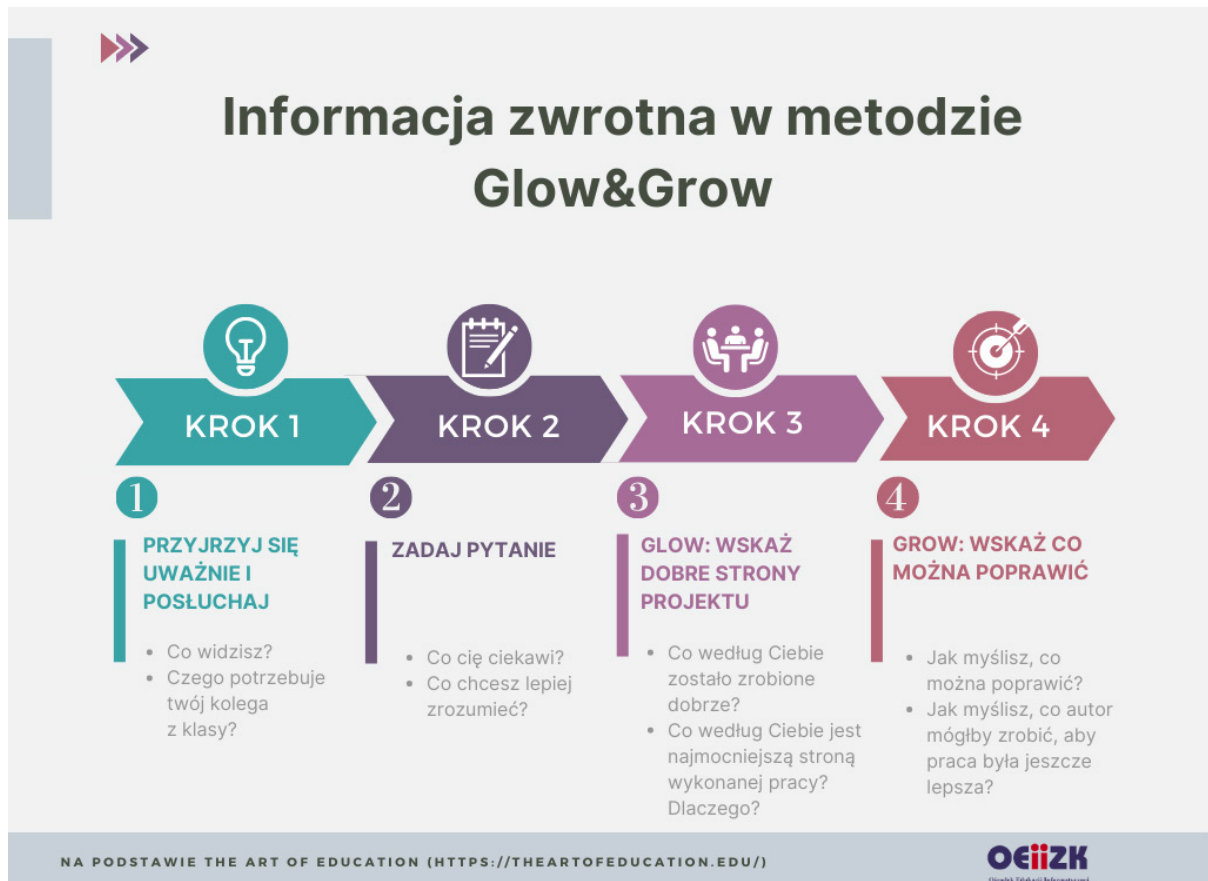 Informacja zwrotna w metodzie
Glow&Grow
KROK 1
KROK 2
KROK 3
KROK 4
1
PRZYJRZYJ SIĘ
UWAŻNIE I
POSŁUCHAJ
• Co widzisz?
• Czego potrzebuje
twój kolega
z klasy?
2
ZADAJ PYTANIE
• Co cię ciekawi?
• Co chcesz lepiej
zrozumieć?
3
GLOW: WSKAŻ
DOBRE STRONY
PROJEKTU
• Co według Ciebie
zostało zrobione
dobrze?
• Co według Ciebie jest
najmocniejszą stroną
wykonanej pracy?
Dlaczego?
4
GROW: WSKAŻ CO
MOŻNA POPRAWIĆ
• Jak myślisz, co
można poprawić?
• Jak myślisz, co autor
mógłby zrobić, aby
praca była jeszcze
lepsza?
NA PODSTAWIE THE ART OF EDUCATION (HTTPS://THEARTOFEDUCATION.EDU/)
OEiiZK